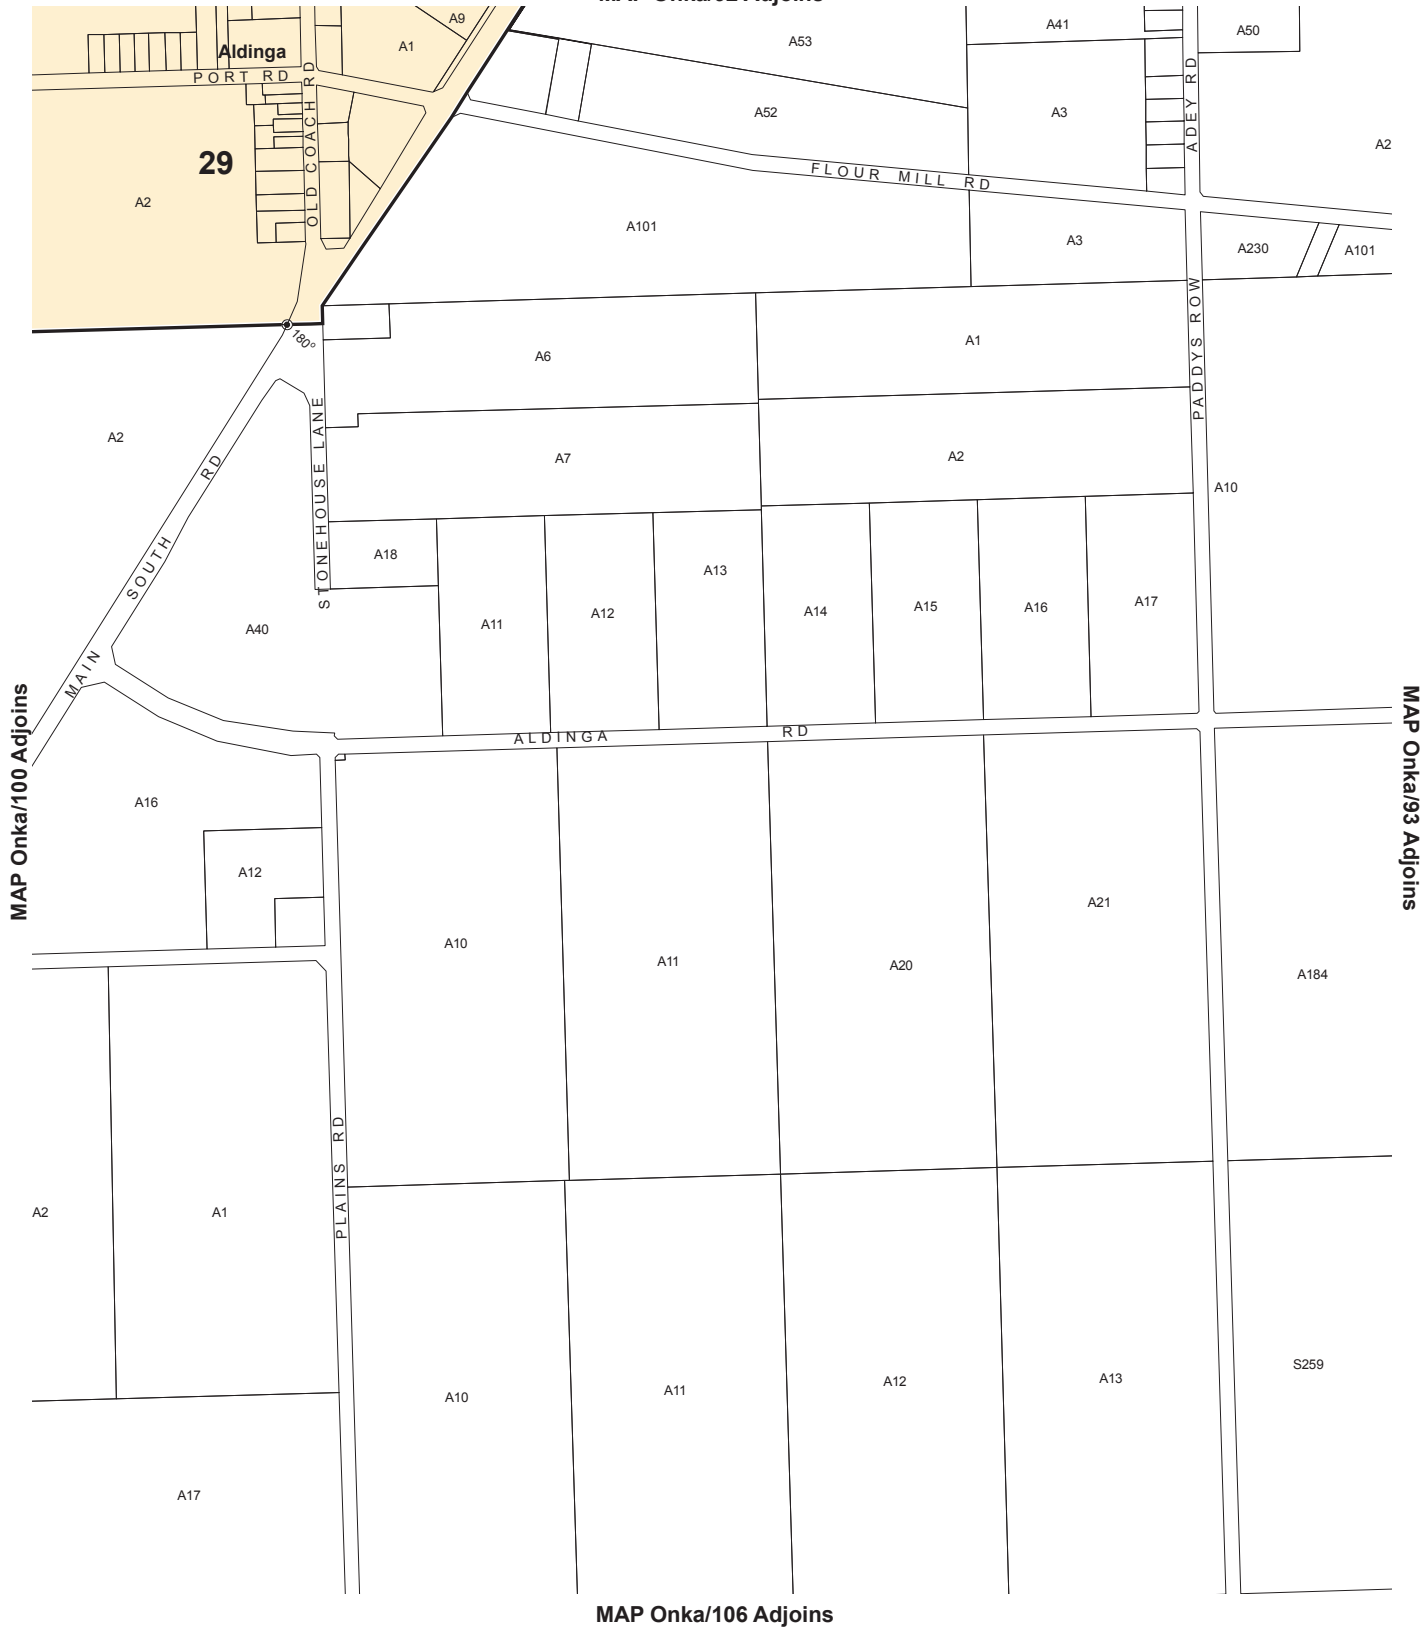 A9
A41
A50
A53
A1
Aldinga
PORT RD
OLD COACH RD
ADEY RD
A52
A3
A2
29
A2
FLOUR MILL RD
A101
A3
A230
A101
180°
A6
A1
PADDYS ROW
STONEHOUSE LANE
A2
A7
A2
A10
MAIN SOUTH RD
A18
A13
A11
A12
A14
A15
A16
A17
A40
MAP Onka/100 Adjoins
MAP Onka/93 Adjoins
ALDINGA RD
A16
A12
A10
A11
A20
A21
A184
PLAINS RD
A2
A1
A10
A11
A12
A13
S259
A17
MAP Onka/106 Adjoins